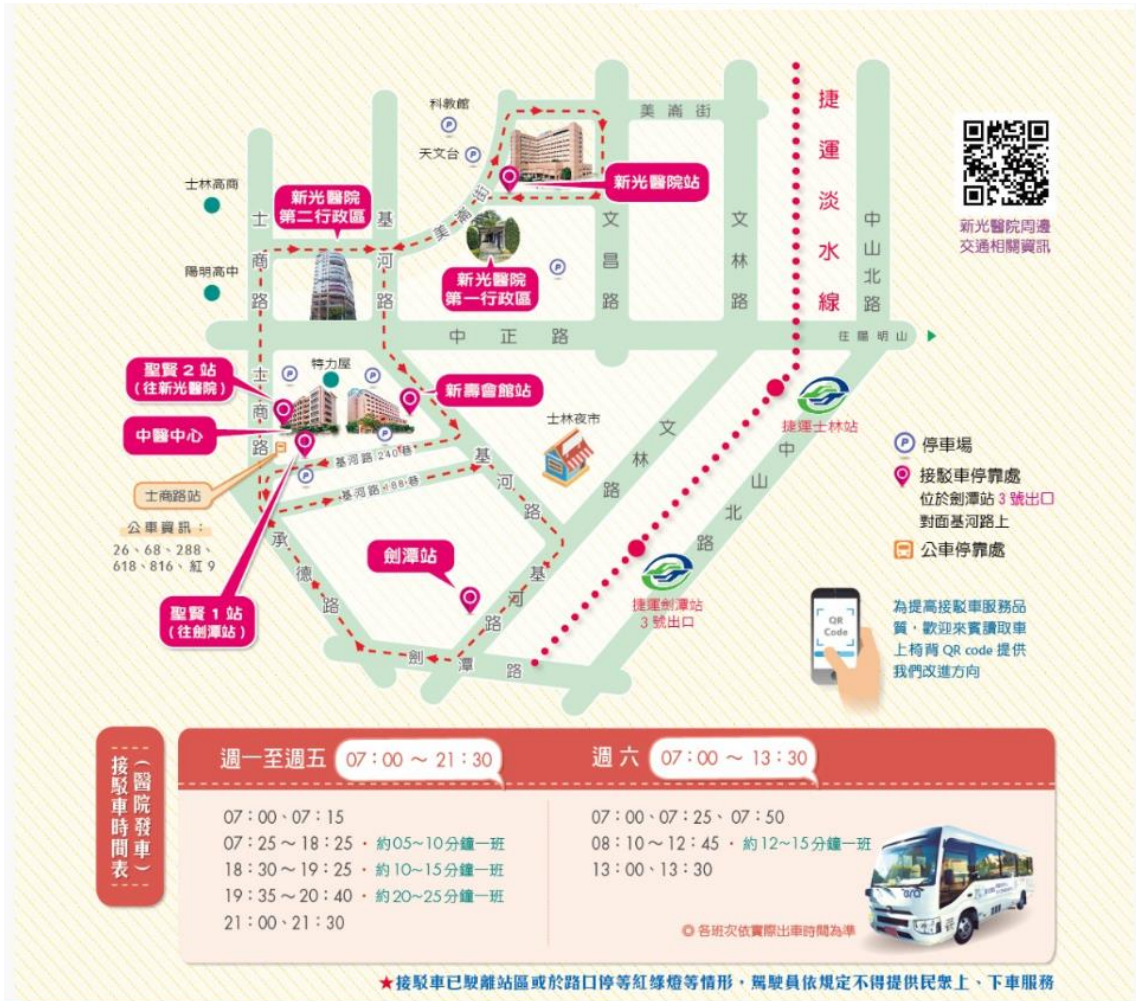 科教館
天文台
美崙街
新光醫院站
士林高商
陽明高中
新光醫院
第二行政區
美崙街
新光醫院
第一行政區
士商路
基河路
文昌路
文林路
捷運淡水線
中山北路
新光醫院周邊
交通相關資訊
中正路
往陽明山
聖賢2站
(往新光醫院)
特力屋
新壽會館站
中醫中心
士商路
士林夜市
捷運士林站
基河路240巷
基河路188巷
基河路
文林路
中山北路
士商路站
公車資訊：
26、68、288、
618、816、紅9
承德路
劍潭站
聖賢1站
(往劍潭站)
基河路
劍潭路
捷運劍潭站
3號出口
P 停車場
接駁車停靠處
位於劍潭站3號出口
對面基河路上
公車停靠處
QR
Code
為提高接駁車服務品
質，歡迎來賓讀取車
上椅背QR code提供
我們改進方向
(醫院發車)
接駁車時間表
週一至週五 07：00～21：30
07：00、07：15
07：25～18：25・約05~10分鐘一班
18：30～19：25・約10~15分鐘一班
19：35～20：40・約20~25分鐘一班
21：00、21：30
週六 07：00～13：30
07：00、07：25、07：50
08：10～12：45・約12~15分鐘一班
13：00、13：30
◎各班次依實際出車時間為準
★接駁車已駛離站區或於路口停等紅綠燈等情形，駕駛員依規定不得提供民眾上、下車服務